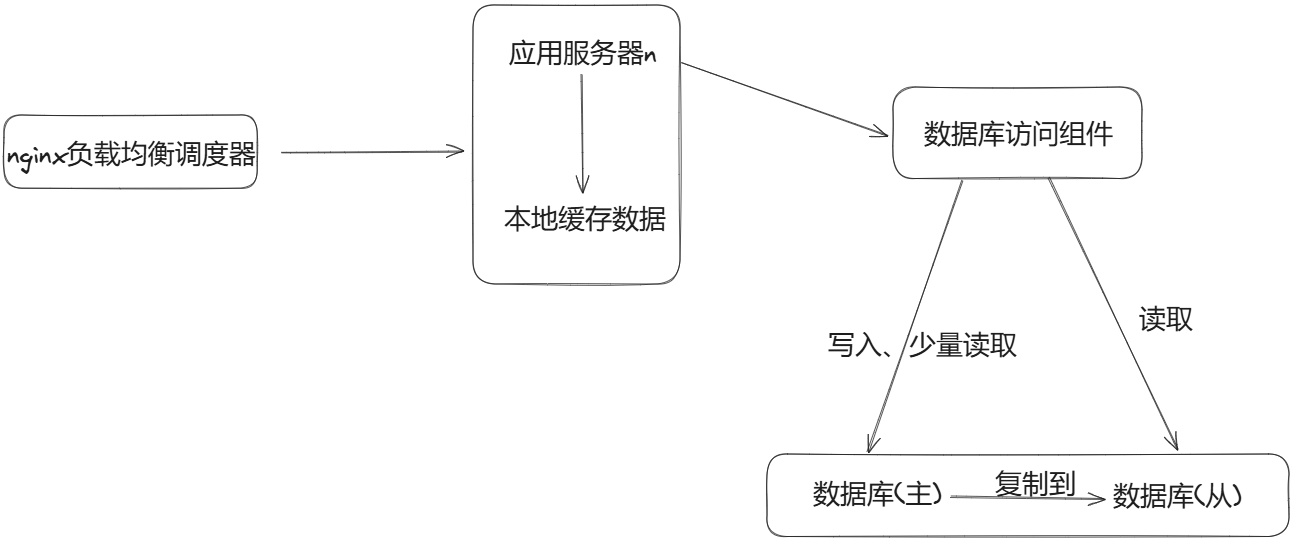 应用服务器n
nginx负载均衡调度器
本地缓存数据
数据库访问组件
写入、少量读取
读取
数据库(主)
复制到
数据库(从)